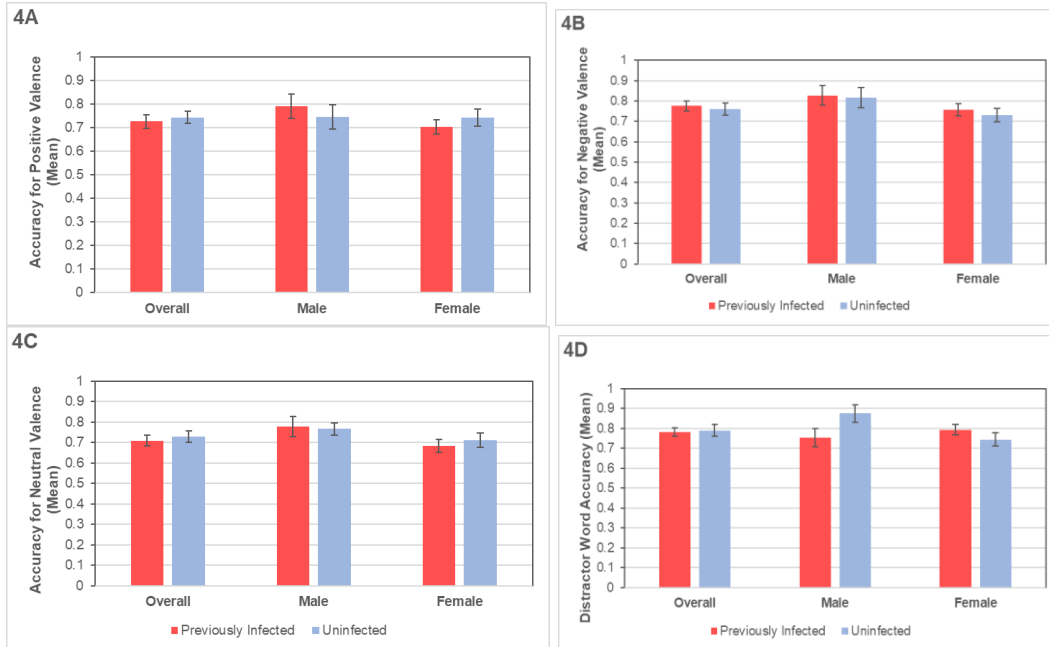 4A
Accuracy for Positive Valence
(Mean)
1
0.9
0.8
0.7
0.6
0.5
0.4
0.3
0.2
0.1
0
Overall
Male
Female
Previously Infected
Uninfected
4B
Accuracy for Negative Valence
(Mean)
1
0.9
0.8
0.7
0.6
0.5
0.4
0.3
0.2
0.1
0
Overall
Male
Female
Previously Infected
Uninfected
4C
Accuracy for Neutral Valence
(Mean)
1
0.9
0.8
0.7
0.6
0.5
0.4
0.3
0.2
0.1
0
Overall
Male
Female
Previously Infected
Uninfected
4D
Distractor Word Accuracy (Mean)
1
0.9
0.8
0.7
0.6
0.5
0.4
0.3
0.2
0.1
0
Overall
Male
Female
Previously Infected
Uninfected